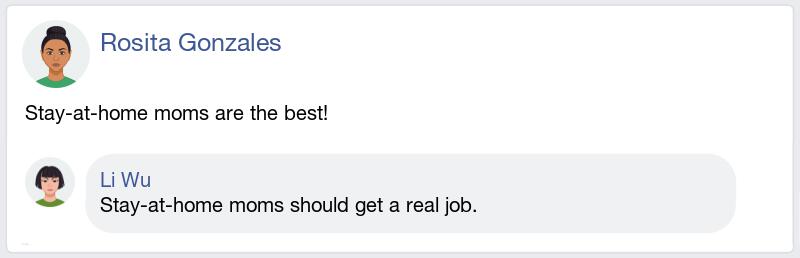 Rosita Gonzales
Stay-at-home moms are the best!
Li Wu
Stay-at-home moms should get a real job.